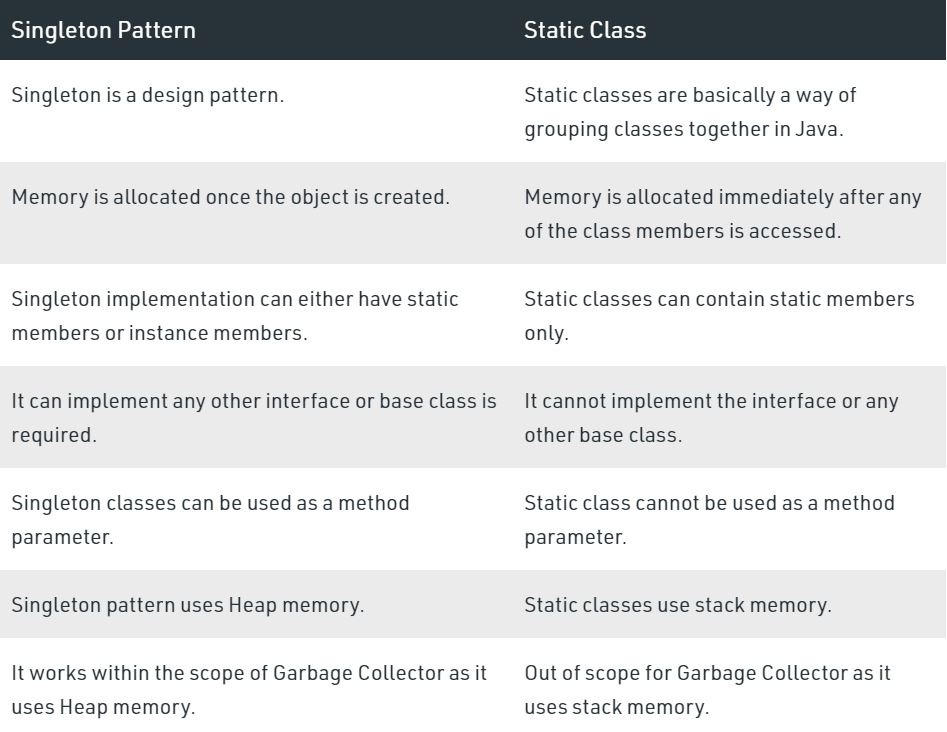 Singleton Pattern
Static Class
Singleton is a design pattern.
Static classes are basically a way of
grouping classes together in Java.
Memory is allocated once the object is created.
Memory is allocated immediately after any
of the class members is accessed.
Singleton implementation can either have static
members or instance members.
Static classes can contain static members
only.
It can implement any other interface or base class is
required.
It cannot implement the interface or any
other base class.
Singleton classes can be used as a method
parameter.
Static class cannot be used as a method
parameter.
Singleton pattern uses Heap memory.
Static classes use stack memory.
It works within the scope of Garbage Collector as it
uses Heap memory.
Out of scope for Garbage Collector as it
uses stack memory.